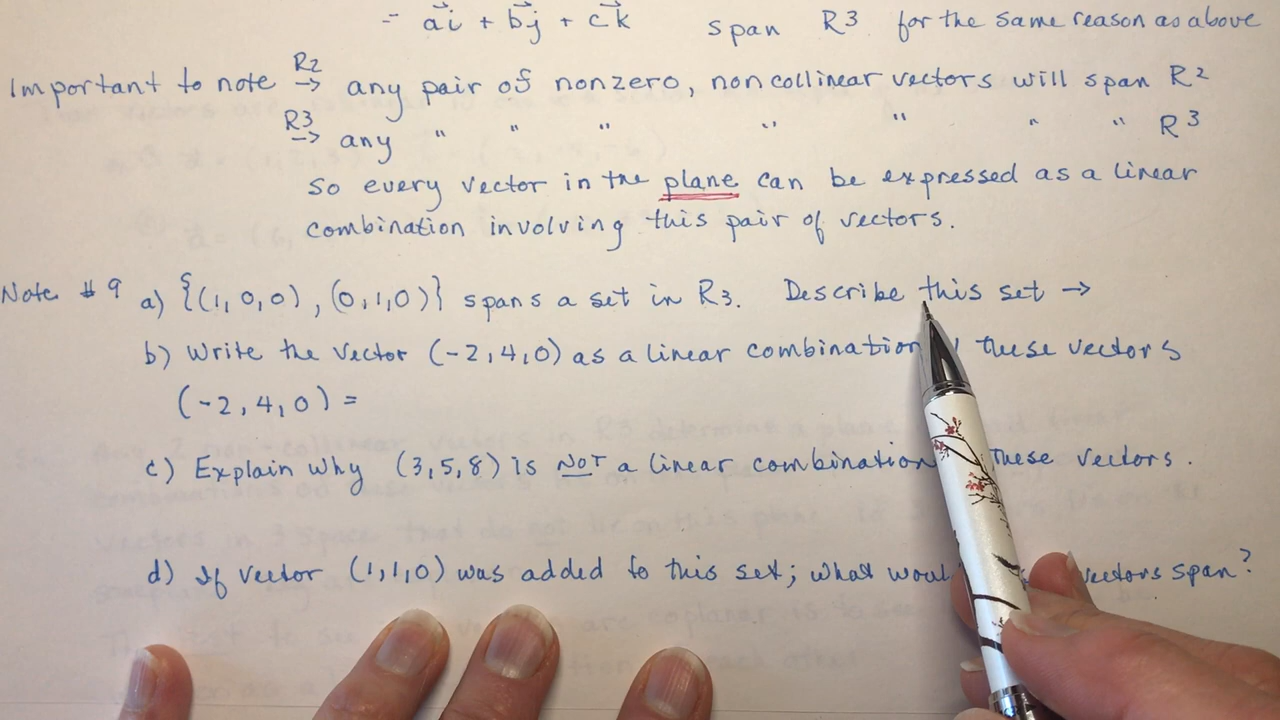 = ai + bj + ck span R3 for the same reason as above
Important to note R2 → any pair of nonzero, noncollinear vectors will span R2
R3 → any " " " " " " " R3
so every vector in the plane can be expressed as a linear
combination involving this pair of vectors.
Note #9 a) {(1,0,0), (0,1,0)} spans a set in R3. Describe this set →
b) Write the vector (-2,4,0) as a linear combination these vectors
(-2,4,0) =
c) Explain why (3,5,8) is NOT a linear combination these vectors.
d) If vector (1,1,0) was added to this set; what vectors span?